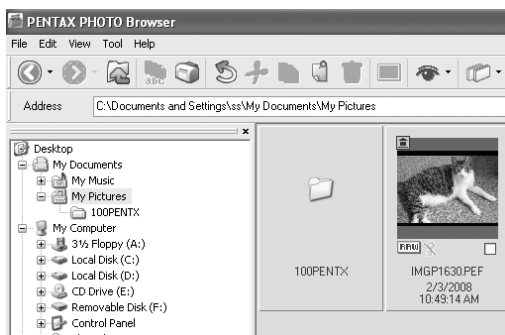 PENTAX PHOTO Browser
File Edit View Tool Help
abc
Address C:\Documents and Settings\ss\My Documents\My Pictures
x
Desktop
My Documents
My Music
My Pictures
100PENTX
My Computer
3½ Floppy (A:)
Local Disk (C:)
Local Disk (D:)
CD Drive (E:)
Removable Disk (F:)
Control Panel
100PENTX
RAW
IMGP1630.PEF
2/3/2008
10:49:14 AM